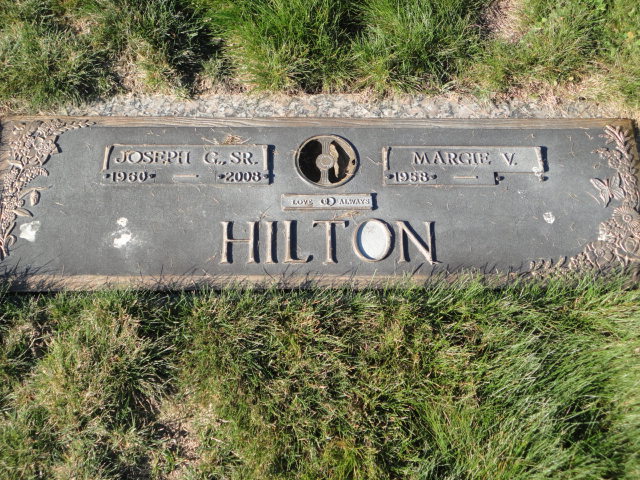 JOSEPH G., SR.
1960 — 2008
MARGIE V.
1958 —
LOVE ALWAYS
HILTON